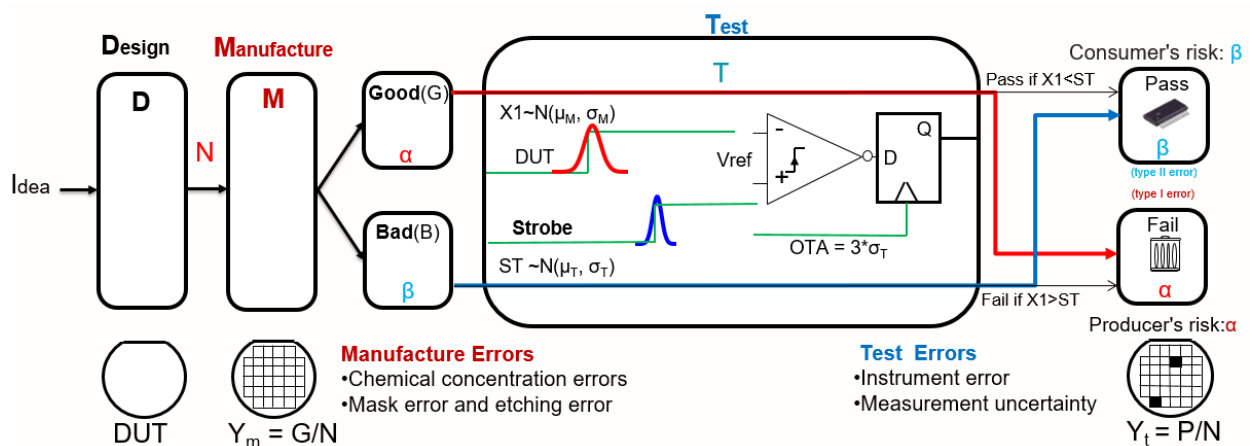 Design
Manufacture
Test
Consumer's risk: β
D
M
N
Idea
Good(G)
α
Bad(B)
β
T
X1~N(μM, σM)
DUT
Strobe
ST ~N(μT, σT)
Vref
-
+
D
Q
OTA = 3*σT
Pass if X1<ST
Fail if X1>ST
Pass
β
(type II error)
(type I error)
Fail
α
Producer's risk:α
Manufacture Errors
•Chemical concentration errors
•Mask error and etching error
Test Errors
•Instrument error
•Measurement uncertainty
DUT
Ym = G/N
Yt = P/N